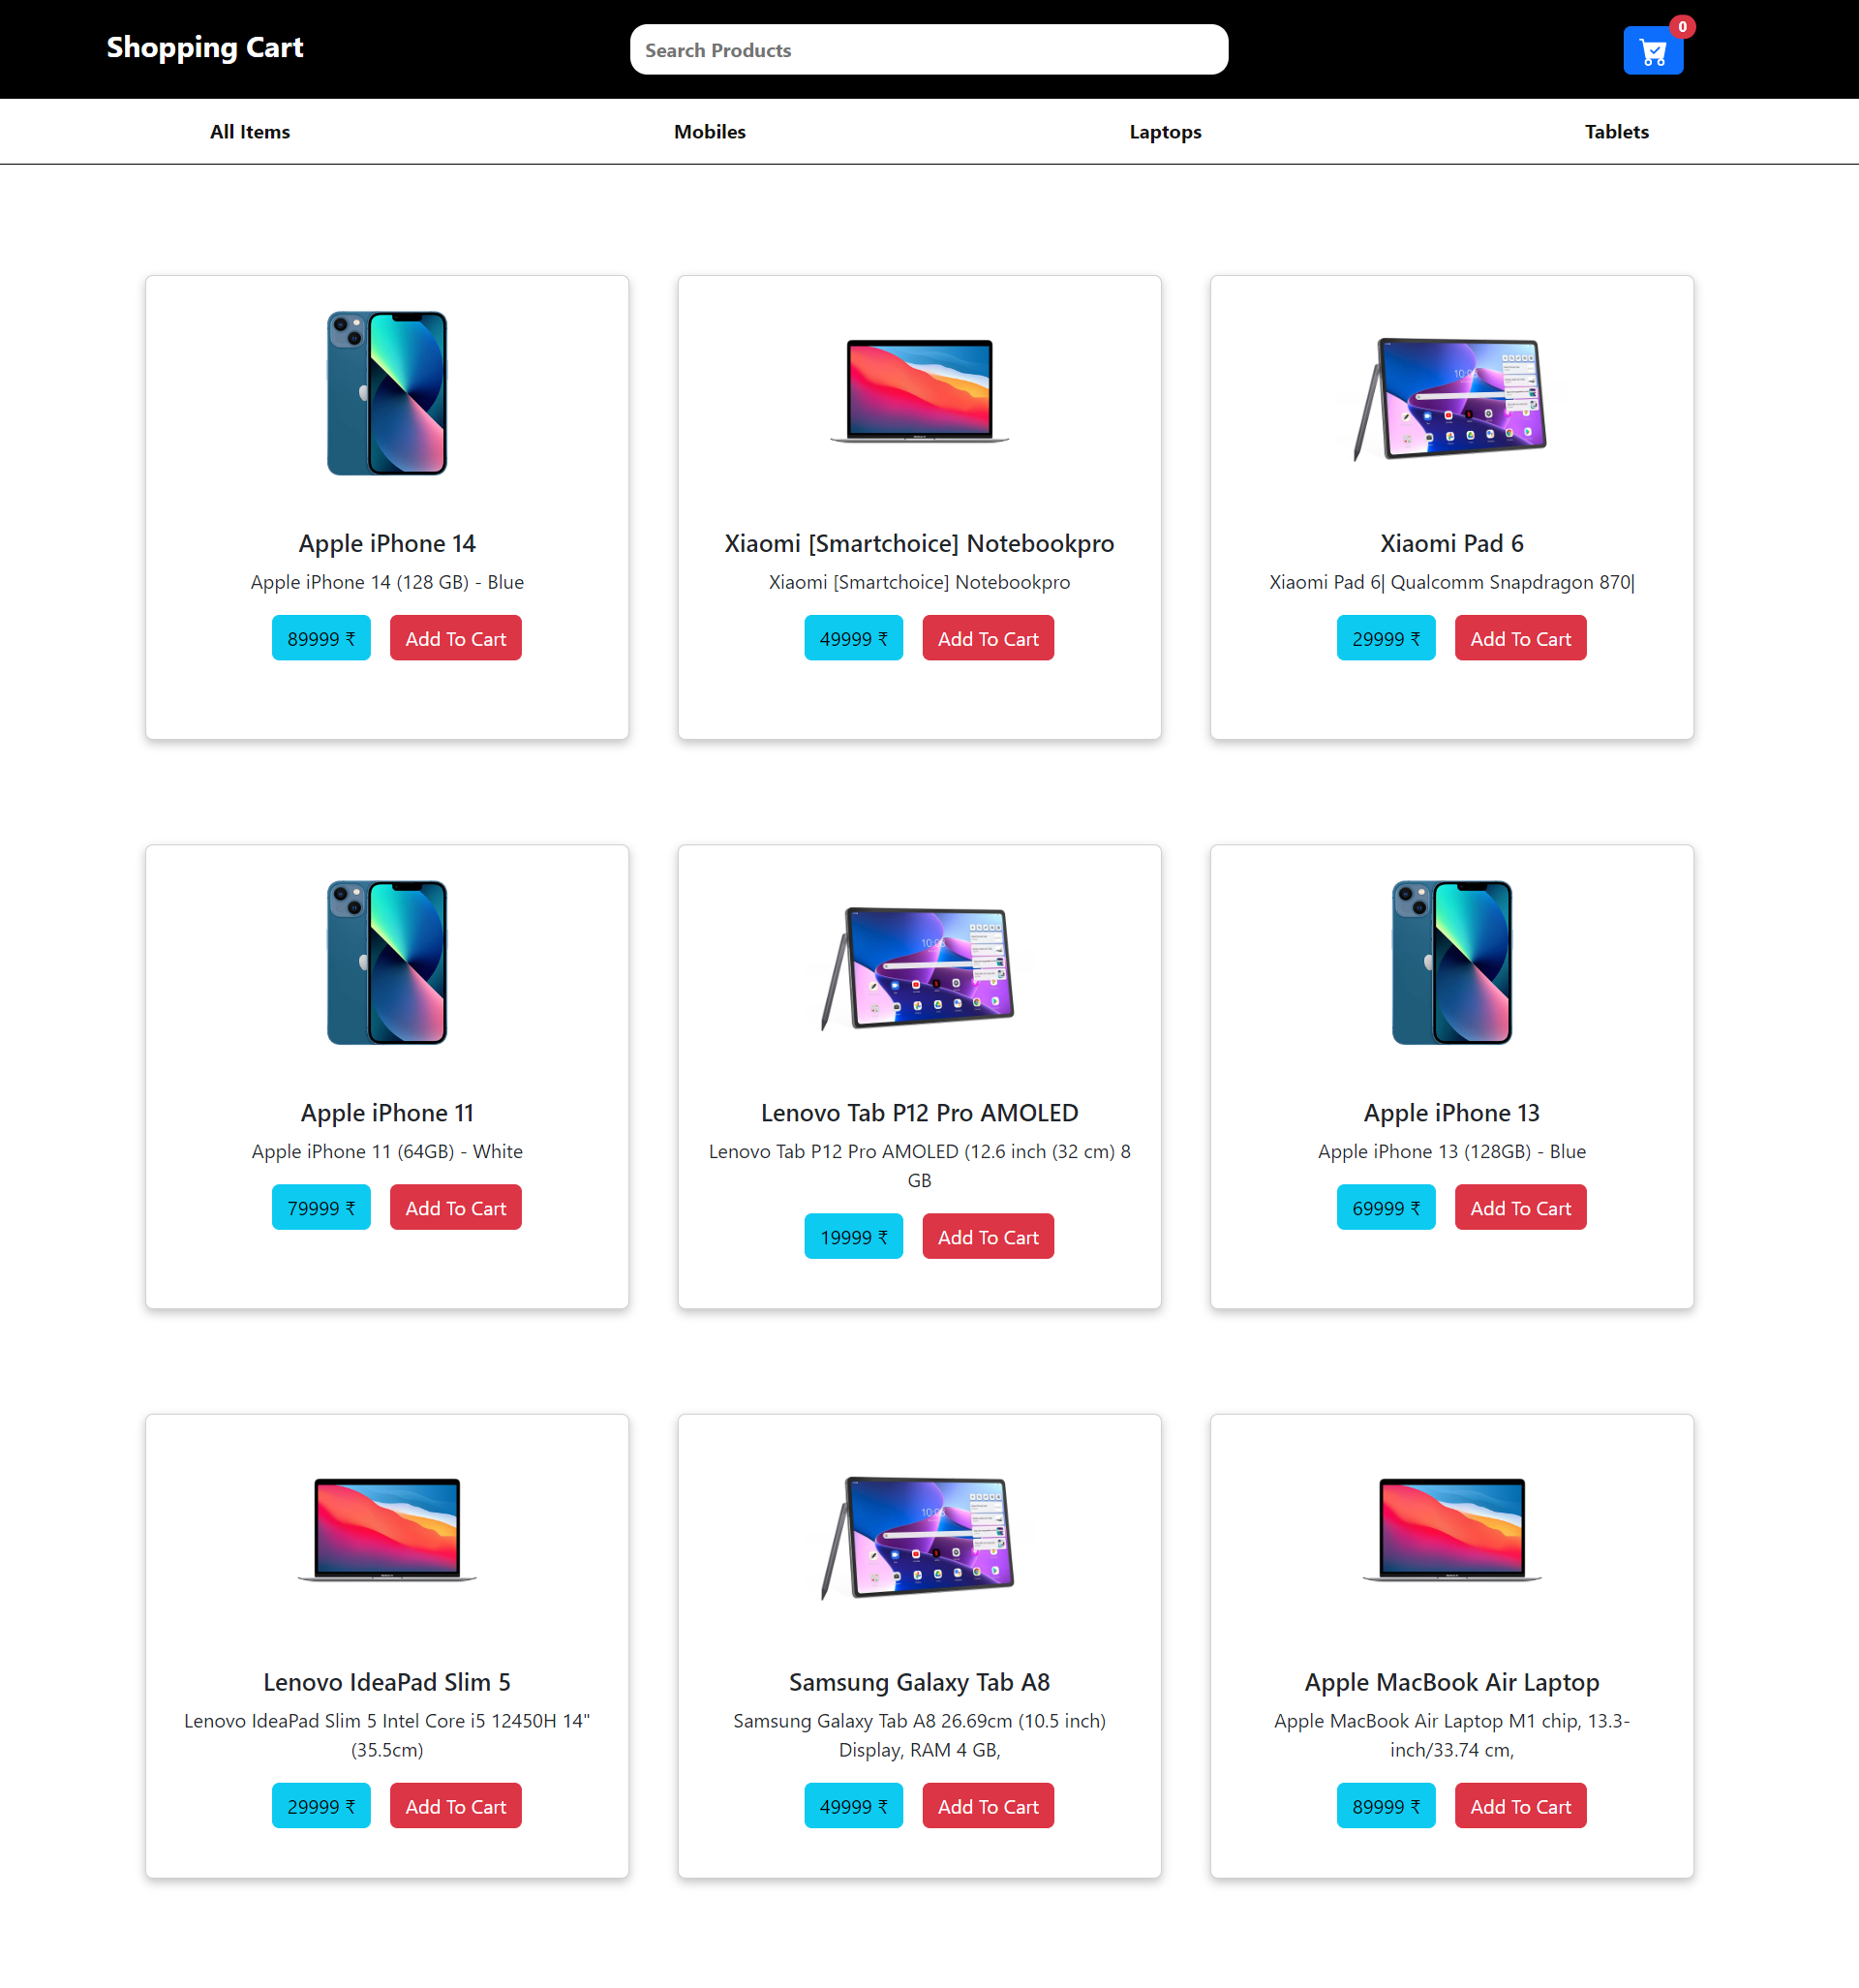 Shopping Cart
Search Products
0
All Items
Mobiles
Laptops
Tablets
Apple iPhone 14
Apple iPhone 14 (128 GB) - Blue
89999 ₹
Add To Cart
Xiaomi [Smartchoice] Notebookpro
Xiaomi [Smartchoice] Notebookpro
49999 ₹
Add To Cart
Xiaomi Pad 6
Xiaomi Pad 6| Qualcomm Snapdragon 870|
29999 ₹
Add To Cart
Apple iPhone 11
Apple iPhone 11 (64GB) - White
79999 ₹
Add To Cart
Lenovo Tab P12 Pro AMOLED
Lenovo Tab P12 Pro AMOLED (12.6 inch (32 cm) 8
GB
19999 ₹
Add To Cart
Apple iPhone 13
Apple iPhone 13 (128GB) - Blue
69999 ₹
Add To Cart
Lenovo IdeaPad Slim 5
Lenovo IdeaPad Slim 5 Intel Core i5 12450H 14"
(35.5cm)
29999 ₹
Add To Cart
Samsung Galaxy Tab A8
Samsung Galaxy Tab A8 26.69cm (10.5 inch)
Display, RAM 4 GB,
49999 ₹
Add To Cart
Apple MacBook Air Laptop
Apple MacBook Air Laptop M1 chip, 13.3-
inch/33.74 cm,
89999 ₹
Add To Cart